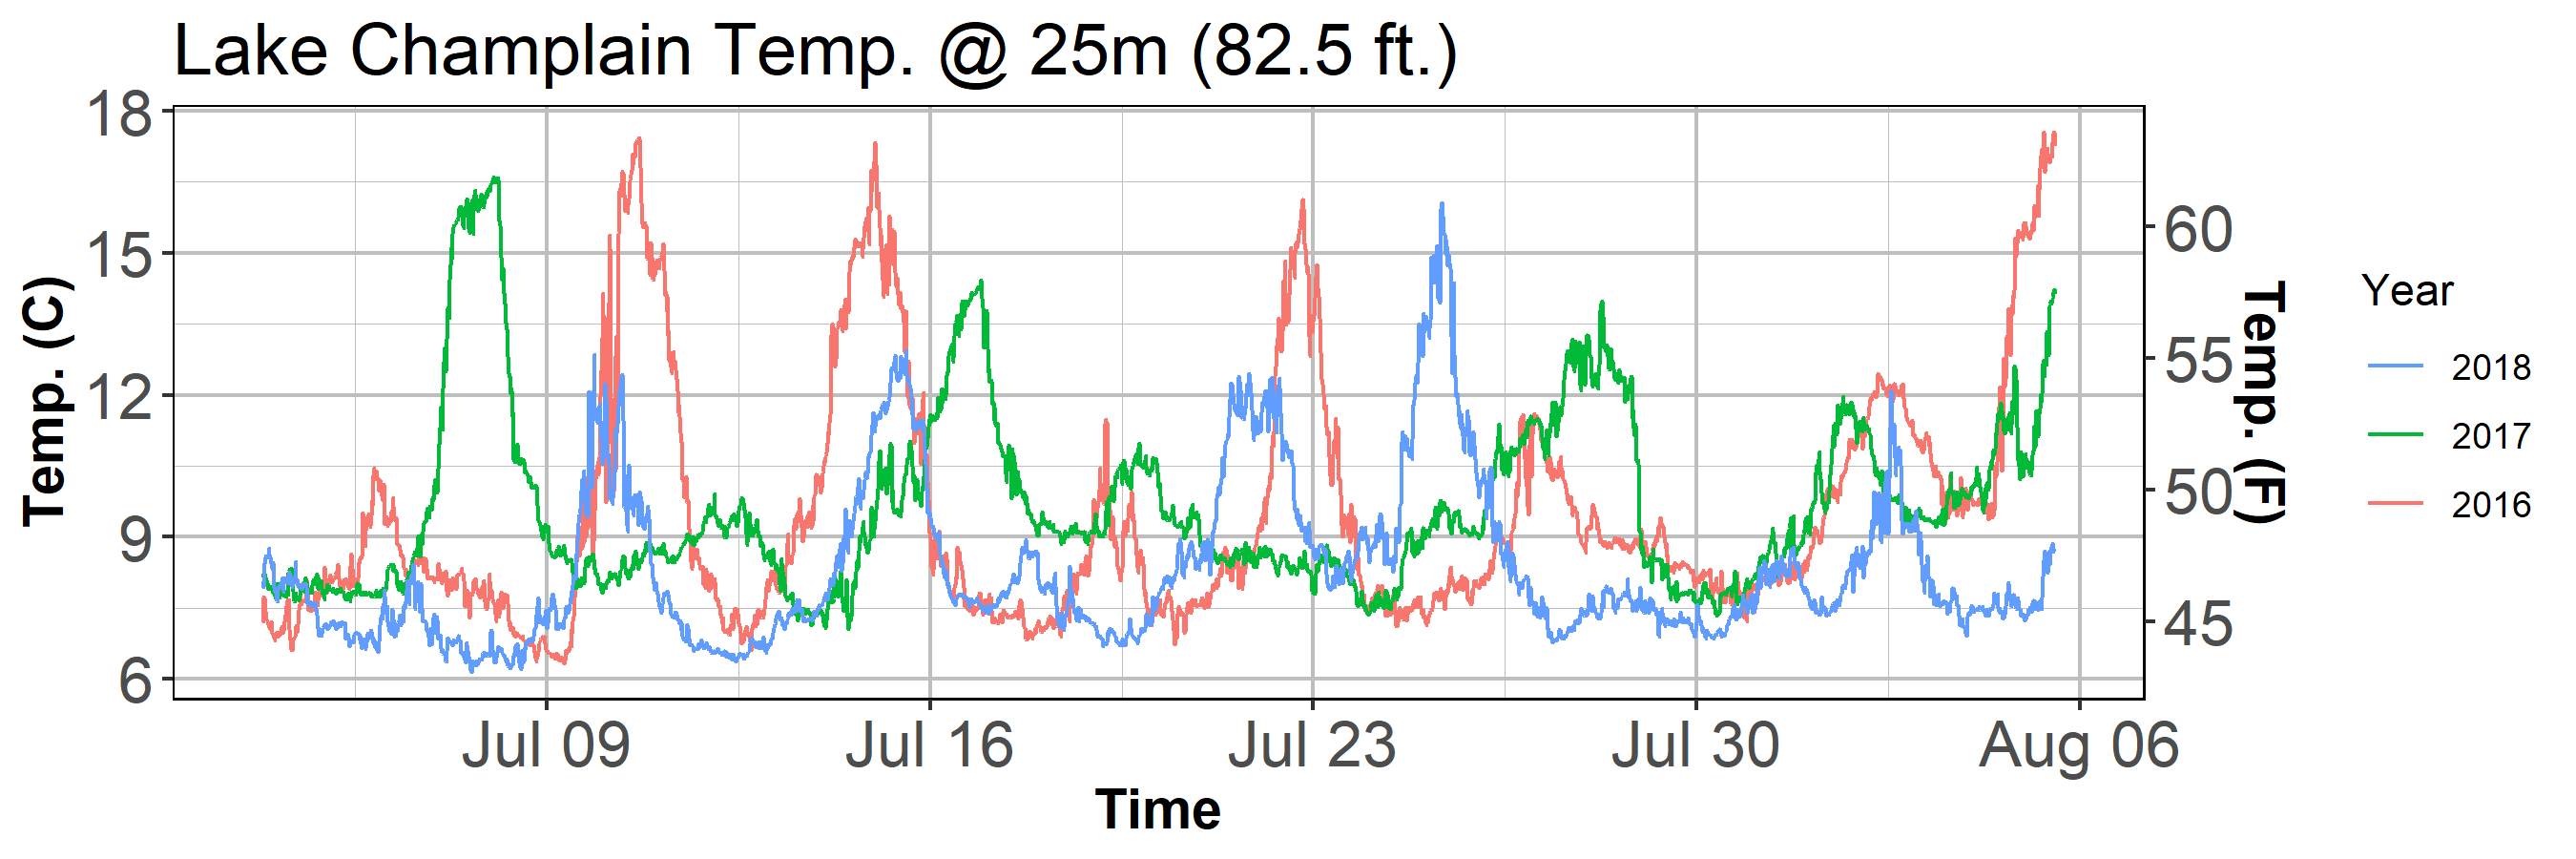 Lake Champlain Temp. @ 25m (82.5 ft.)
Temp. (C)
18
15
12
9
6
60
55
50
45
Temp. (F)
Year
2018
2017
2016
Jul 09 Jul 16 Jul 23 Jul 30 Aug 06
Time